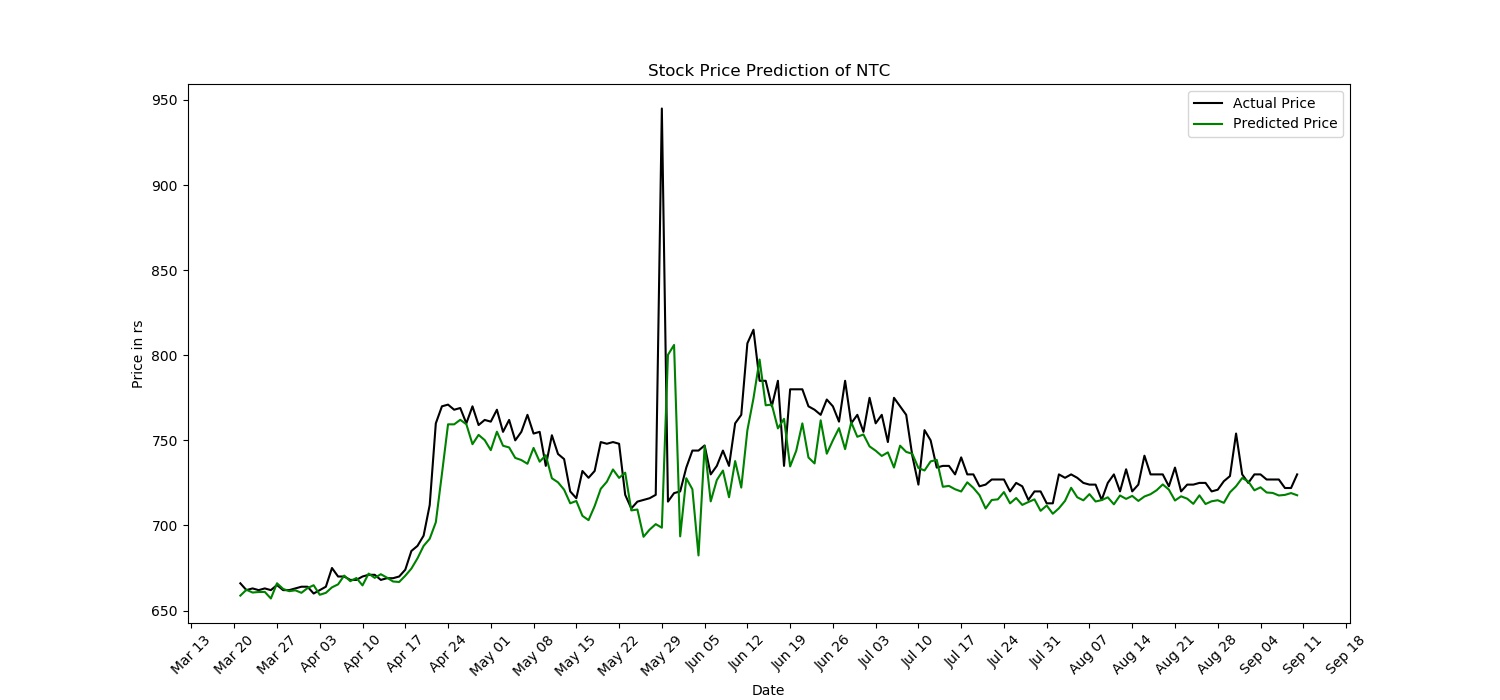 Stock Price Prediction of NTC
Actual Price
Predicted Price
Price in rs
950
900
850
800
750
700
650
Mar 13
Mar 20
Mar 27
Apr 03
Apr 10
Apr 17
Apr 24
May 01
May 08
May 15
May 22
May 29
Jun 05
Jun 12
Jun 19
Jun 26
Jul 03
Jul 10
Jul 17
Jul 24
Jul 31
Aug 07
Aug 14
Aug 21
Aug 28
Sep 04
Sep 11
Sep 18
Date